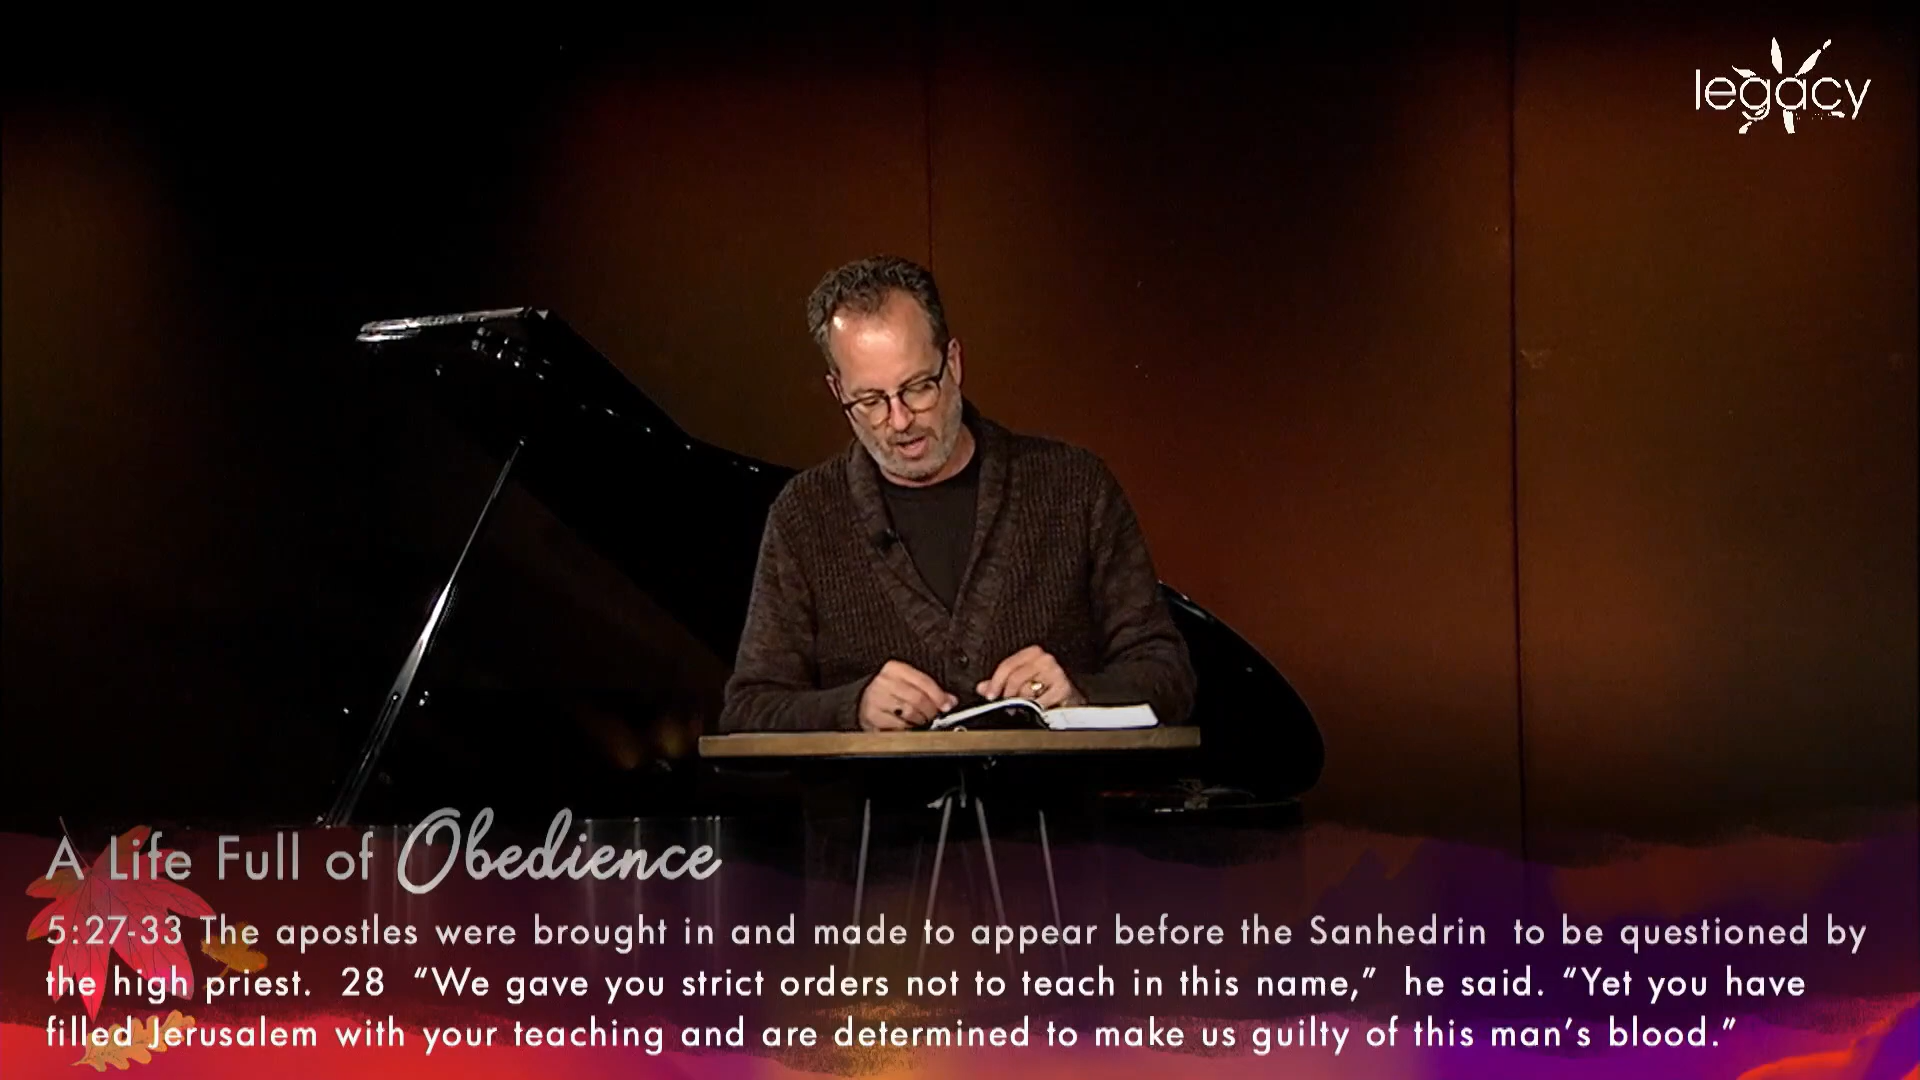 legacy
A Life Full of Obedience
5:27-33 The apostles were brought in and made to appear before the Sanhedrin to be questioned by
the high priest. 28 “We gave you strict orders not to teach in this name,” he said. “Yet you have
filled Jerusalem with your teaching and are determined to make us guilty of this man’s blood.”